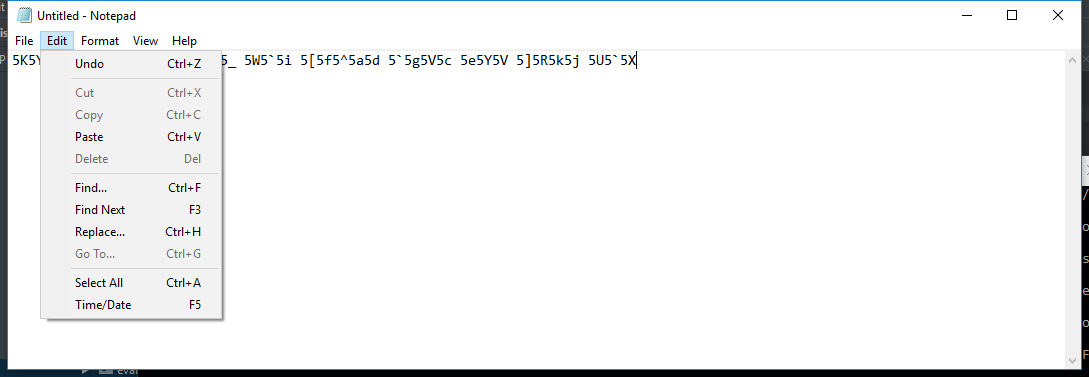 Untitled - Notepad
File Edit Format View Help
5K5Y 5_ 5W5`5i 5[5f5^5a5d 5`5g5V5c 5e5Y5V 5]5R5k5j 5U5`5X
Undo Ctrl+Z
Cut Ctrl+X
Copy Ctrl+C
Paste Ctrl+V
Delete Del
Find... Ctrl+F
Find Next F3
Replace... Ctrl+H
Go To... Ctrl+G
Select All Ctrl+A
Time/Date F5
eval